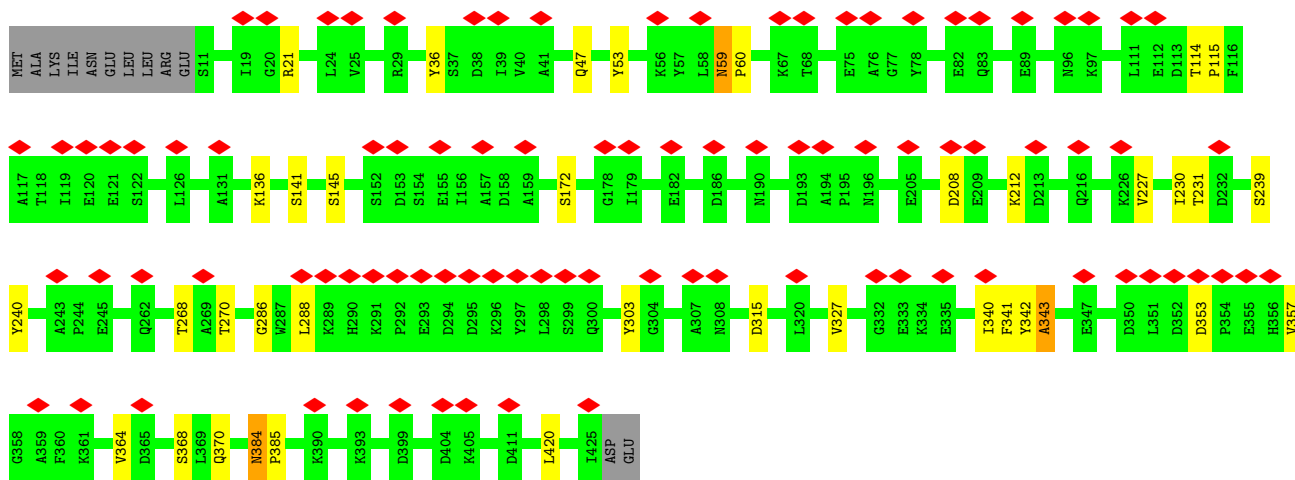 MET ALA LYS ILE ASN GLU LEU LEU ARG GLU S11 I19 G20 R21 L24 V25 R29 Y36 S37 D38 I39 V40 A41 Q47 Y53 K56 Y57 L58 N59 P60 K67 T68 E75 A76 G77 Y78 E82 Q83 E89 N96 K97 L111 E112 D113 T114 P115 F116
A117 T118 I119 E120 E121 S122 L126 A131 K136 S141 S145 S152 D153 S154 E155 I156 A157 D158 A159 S172 G178 I179 E182 D186 N190 D193 A194 P195 N196 E205 D208 E209 K212 D213 Q216 K226 V227 I230 T231 D232 S239
Y240 A243 P244 E245 Q262 T268 A269 T270 G286 W287 L288 K289 H290 K291 P292 E293 D294 D295 K296 Y297 L298 S299 Q300 Y303 G304 A307 N308 D315 L320 V327 G332 E333 K334 E335 I340 F341 Y342 A343 E347 D350 L351 D352 D353 P354 E355 H356 V357
G358 A359 F360 K361 V364 D365 S368 L369 Q370 N384 P385 K390 K393 D399 D404 K405 D411 L420 I425 ASP GLU